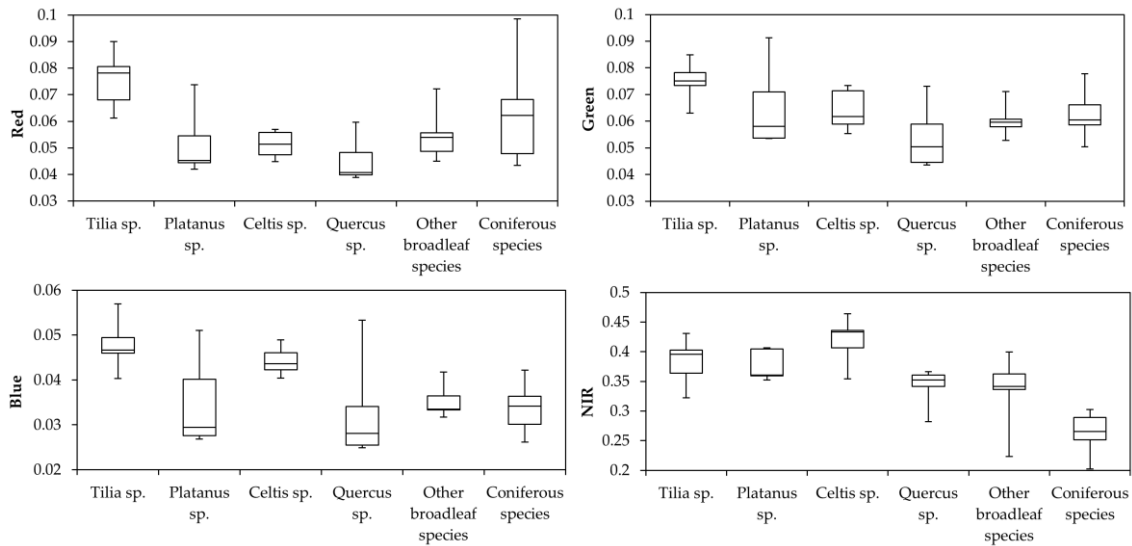 0.1
0.09
0.08
0.07
0.06
0.05
0.04
0.03
Red
Tilia sp.
Platanus
sp.
Celtis sp.
Quercus
sp.
Other
broadleaf
species
Coniferous
species
0.1
0.09
0.08
0.07
0.06
0.05
0.04
0.03
Green
Tilia sp.
Platanus
sp.
Celtis sp.
Quercus
sp.
Other
broadleaf
species
Coniferous
species
0.06
0.05
0.04
0.03
0.02
Blue
Tilia sp.
Platanus
sp.
Celtis sp.
Quercus
sp.
Other
broadleaf
species
Coniferous
species
0.5
0.45
0.4
0.35
0.3
0.25
0.2
NIR
Tilia sp.
Platanus
sp.
Celtis sp.
Quercus
sp.
Other
broadleaf
species
Coniferous
species